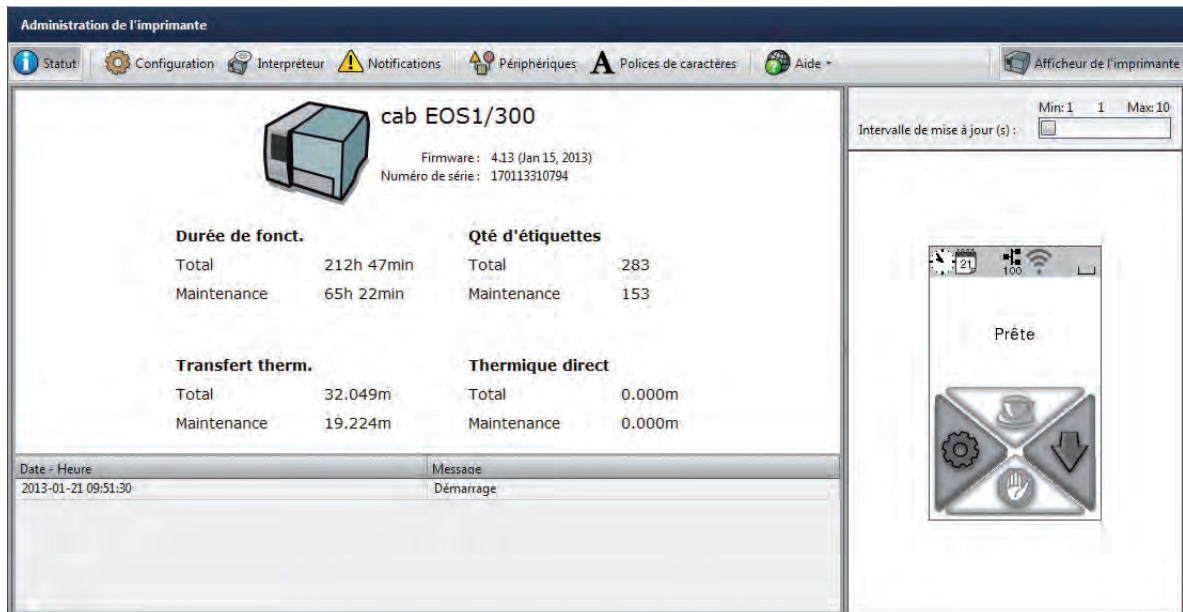 Administration de l'imprimante
Statut Configuration Interpréteur Notifications Périphériques A Polices de caractères Aide Afficheur de l'imprimante
cab EOS1/300
Firmware : 4.13 (Jan 15, 2013)
Numéro de série : 170113310794
Durée de fonct.
Total 212h 47min
Maintenance 65h 22min
Qté d'étiquettes
Total 283
Maintenance 153
Transfert therm.
Total 32.049m
Maintenance 19.224m
Thermique direct
Total 0.000m
Maintenance 0.000m
Date - Heure Message
2013-01-21 09:51:30 Démarrage
Min: 1 1 Max: 10
Intervalle de mise à jour (s) :
21 100
Prête